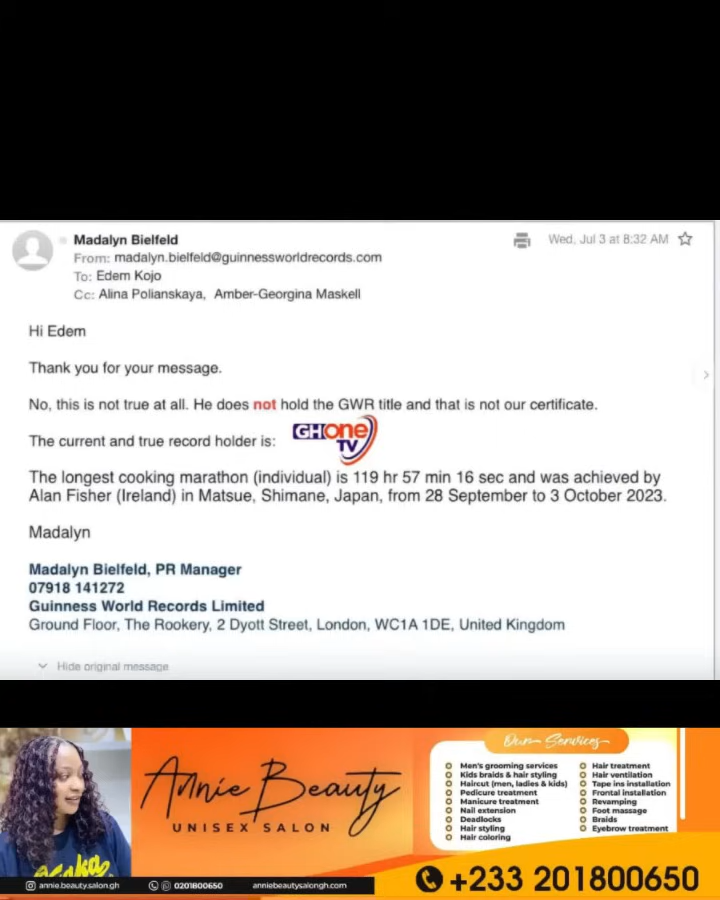 Madalyn Bielfeld
Wed, Jul 3 at 8:32 AM
From: madalyn.bielfeld@guinnessworldrecords.com
To: Edem Kojo
Cc: Alina Polianskaya, Amber-Georgina Maskell
Hi Edem
Thank you for your message.
No, this is not true at all. He does not hold the GWR title and that is not our certificate.
The current and true record holder is:
GHOne
TV
The longest cooking marathon (individual) is 119 hr 57 min 16 sec and was achieved by
Alan Fisher (Ireland) in Matsue, Shimane, Japan, from 28 September to 3 October 2023.
Madalyn
Madalyn Bielfeld, PR Manager
07918 141272
Guinness World Records Limited
Ground Floor, The Rookery, 2 Dyott Street, London, WC1A 1DE, United Kingdom
Hide original message
Annie Beauty
UNISEX SALON
Our Services
Men's grooming services
Kids braids & hair styling
Haircut (men, ladies & kids)
Pedicure treatment
Manicure treatment
Nail extension
Deadlocks
Hair styling
Hair coloring
Hair treatment
Hair ventilation
Tape ins installation
Frontal installation
Revamping
Foot massage
Braids
Eyebrow treatment
annie.beauty.salon.gh
0201800650
anniebeautysalongh.com
+233 201800650